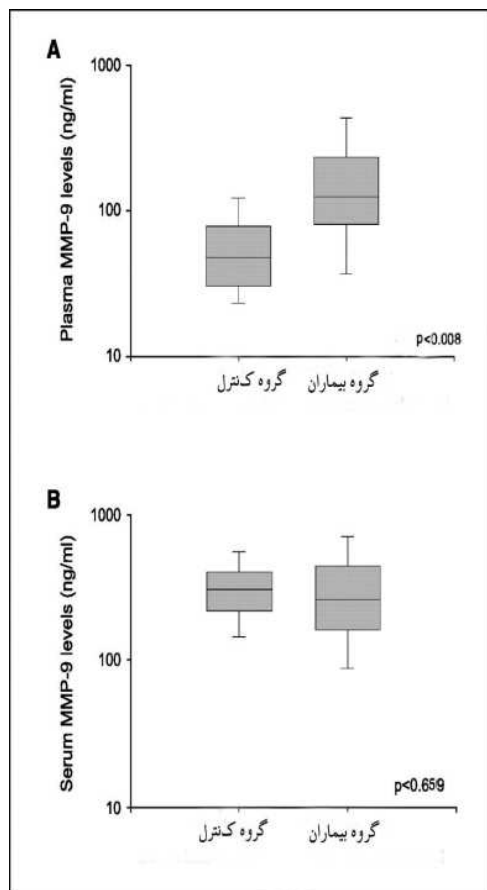 A
Plasma MMP-9 levels (ng/ml)
1000
100
10
p<0.008
گروه کنترل
گروه بیماران
B
Serum MMP-9 levels (ng/ml)
1000
100
10
p<0.659
گروه کنترل
گروه بیماران